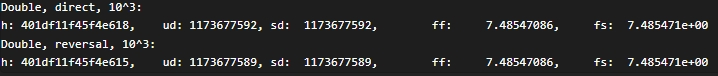 Double, direct, 10^3:
h: 401df11f45f4e618, ud: 1173677592, sd: 1173677592, ff: 7.48547086, fs: 7.485471e+00
Double, reversal, 10^3:
h: 401df11f45f4e615, ud: 1173677589, sd: 1173677589, ff: 7.48547086, fs: 7.485471e+00